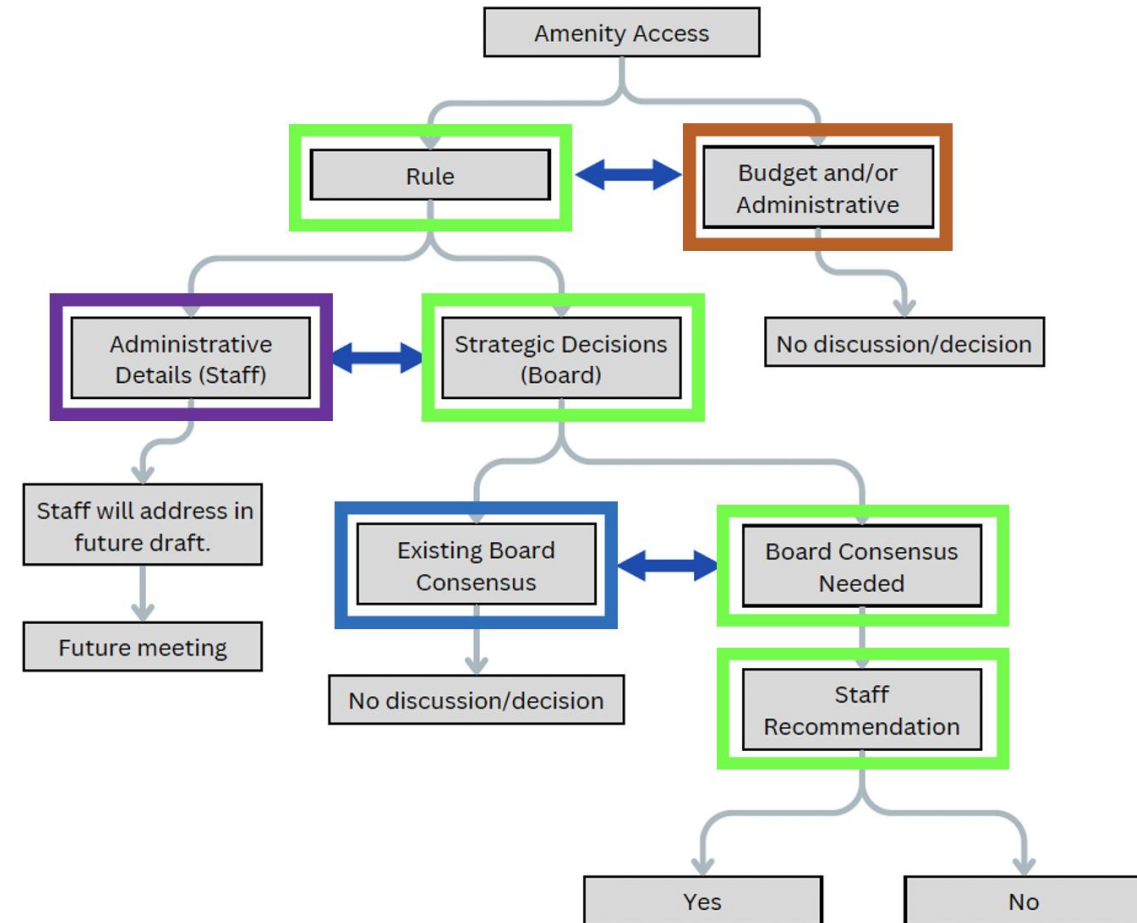 Amenity Access
Rule
Budget and/or
Administrative
Administrative
Details (Staff)
Strategic Decisions
(Board)
No discussion/decision
Staff will address in
future draft.
Existing Board
Consensus
Board Consensus
Needed
Future meeting
No discussion/decision
Staff
Recommendation
Yes
No